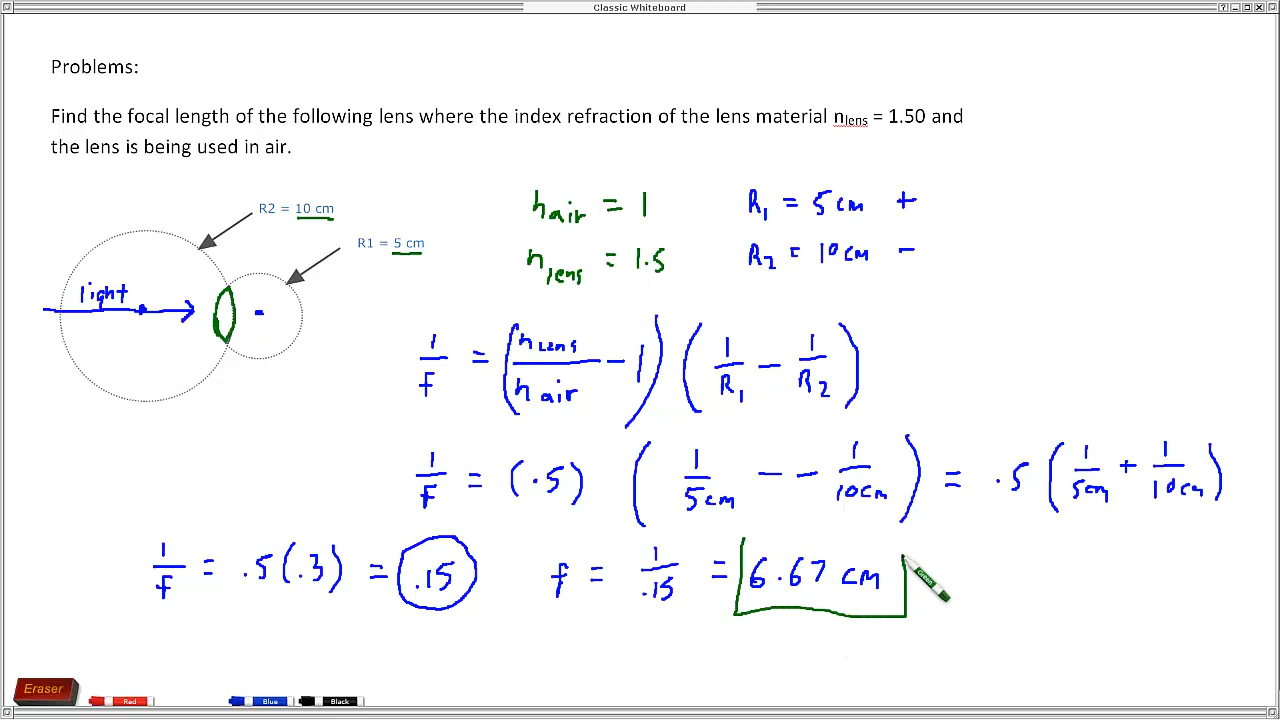 Classic Whiteboard
Problems:
Find the focal length of the following lens where the index refraction of the lens material nlens = 1.50 and
the lens is being used in air.
R2 = 10 cm
R1 = 5 cm
light
nair = 1
nlens = 1.5
R1 = 5cm +
R2 = 10cm -
1/f = (nLens/nair - 1) (1/R1 - 1/R2)
1/f = (.5) (1/5cm - - 1/10cm) = .5 (1/5cm + 1/10cm)
1/f = .5(.3) = .15
f = 1/.15 = 6.67 cm
Green
Eraser
Red
Blue
Black